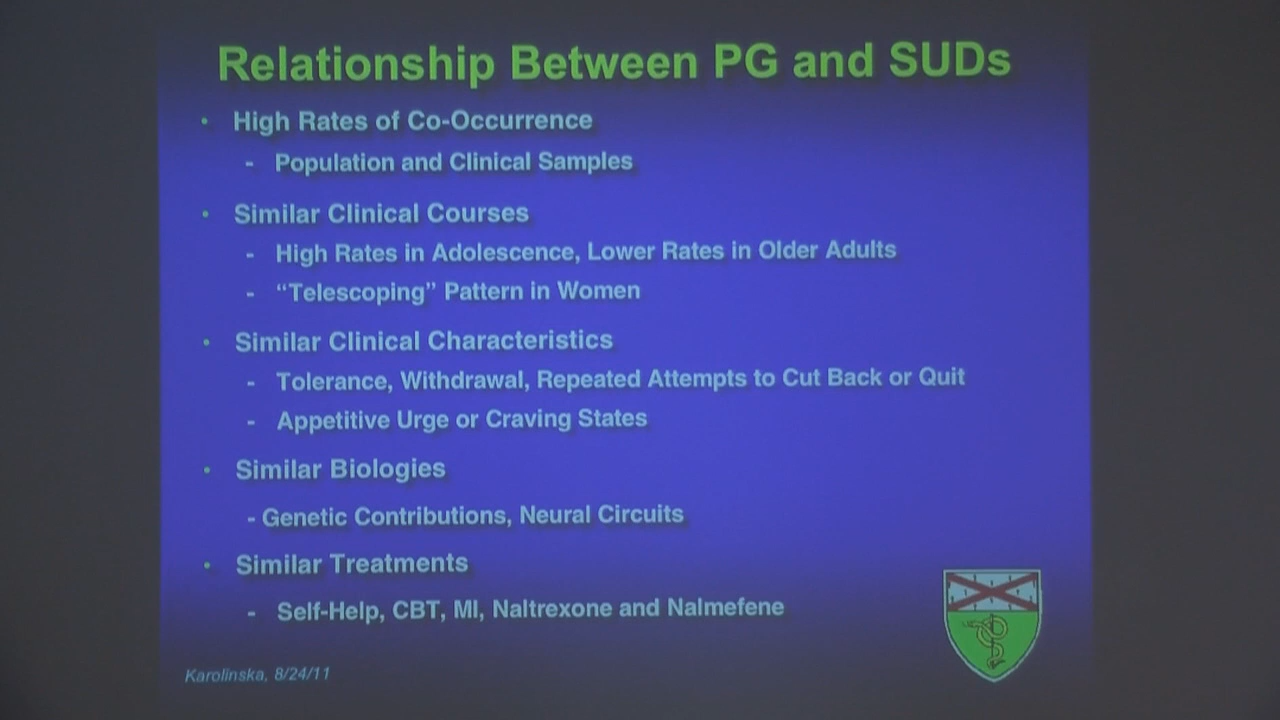 Relationship Between PG and SUDs
• High Rates of Co-Occurrence
- Population and Clinical Samples
• Similar Clinical Courses
- High Rates in Adolescence, Lower Rates in Older Adults
- “Telescoping” Pattern in Women
• Similar Clinical Characteristics
- Tolerance, Withdrawal, Repeated Attempts to Cut Back or Quit
- Appetitive Urge or Craving States
• Similar Biologies
- Genetic Contributions, Neural Circuits
• Similar Treatments
- Self-Help, CBT, MI, Naltrexone and Nalmefene
Karolinska, 8/24/11